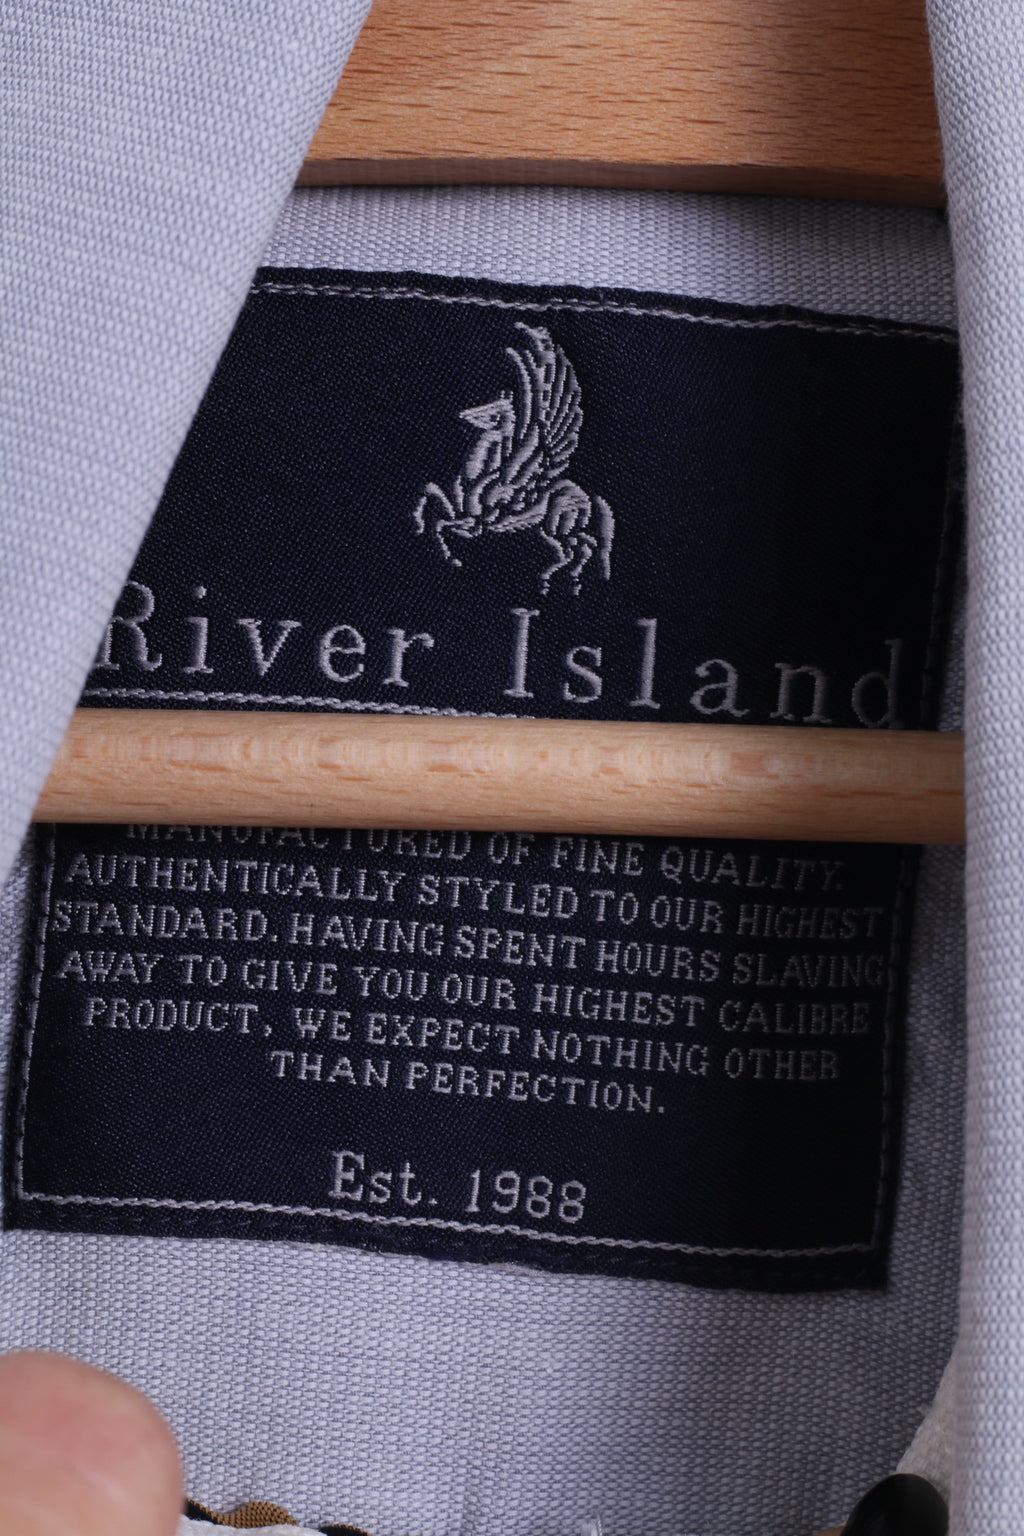 River Island
MANUFACTURED OF FINE QUALITY.
AUTHENTICALLY STYLED TO OUR HIGHEST
STANDARD. HAVING SPENT HOURS SLAVING
AWAY TO GIVE YOU OUR HIGHEST CALIBRE
PRODUCT, WE EXPECT NOTHING OTHER
THAN PERFECTION.
Est. 1988